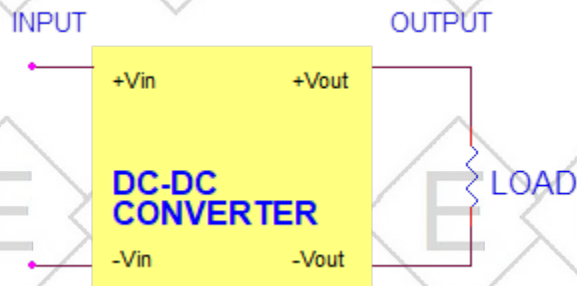 INPUT
OUTPUT
+Vin
+Vout
DC-DC
CONVERTER
LOAD
-Vin
-Vout
E
E